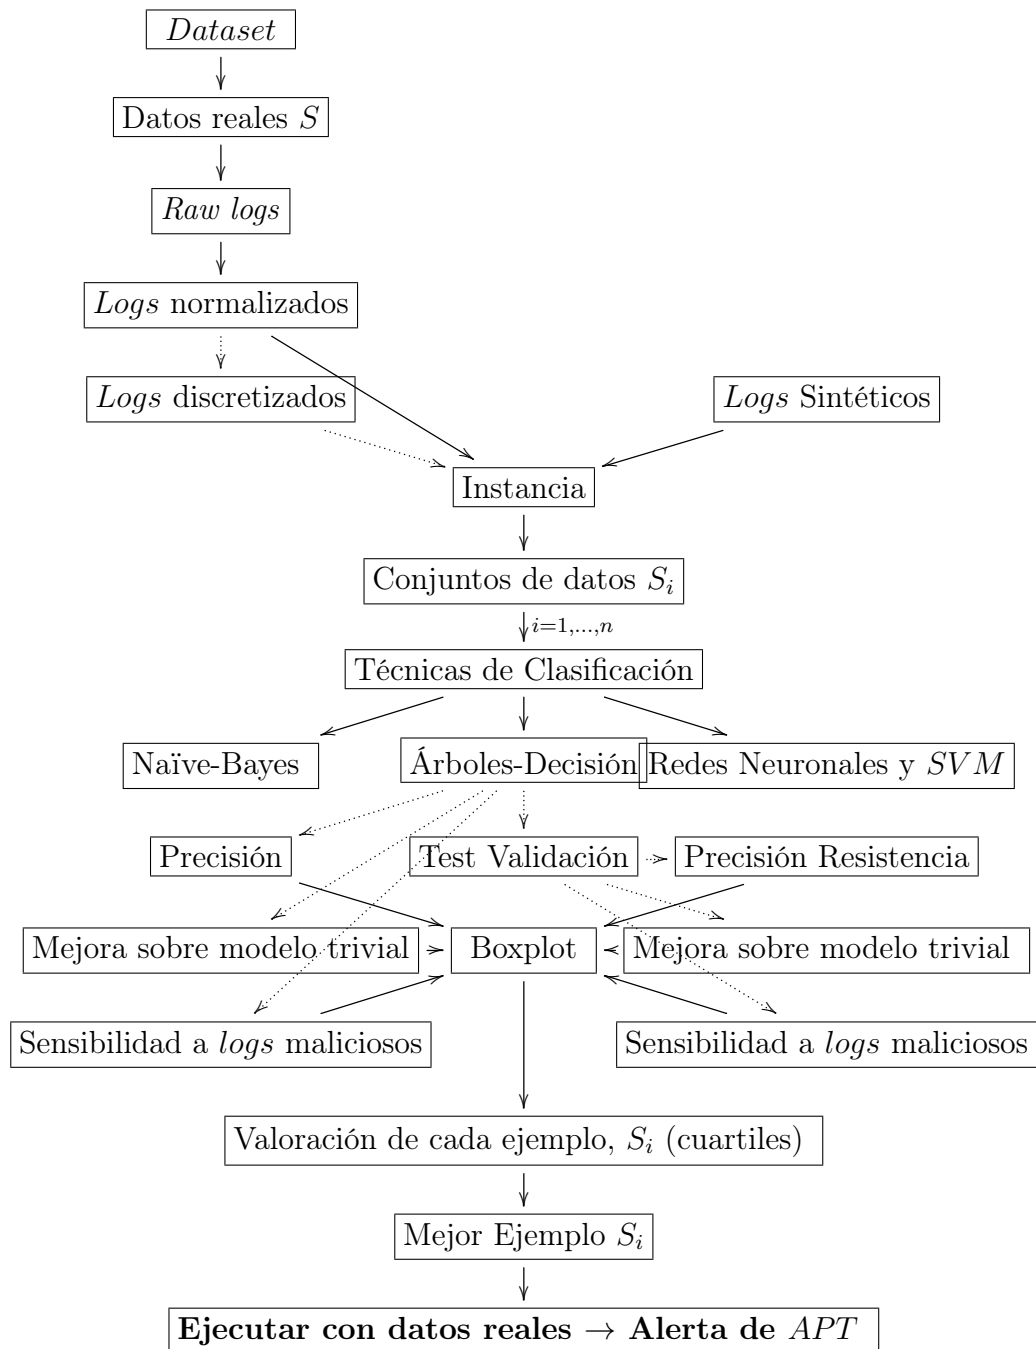 Dataset
Datos reales S
Raw logs
Logs normalizados
Logs discretizados
Logs Sintéticos
Instancia
Conjuntos de datos S_i
i=1,...,n
Técnicas de Clasificación
Naïve-Bayes
Árboles-Decisión
Redes Neuronales y SVM
Precisión
Test Validación
Precisión Resistencia
Mejora sobre modelo trivial
Boxplot
Mejora sobre modelo trivial
Sensibilidad a logs maliciosos
Sensibilidad a logs maliciosos
Valoración de cada ejemplo, S_i (cuartiles)
Mejor Ejemplo S_i
Ejecutar con datos reales → Alerta de APT